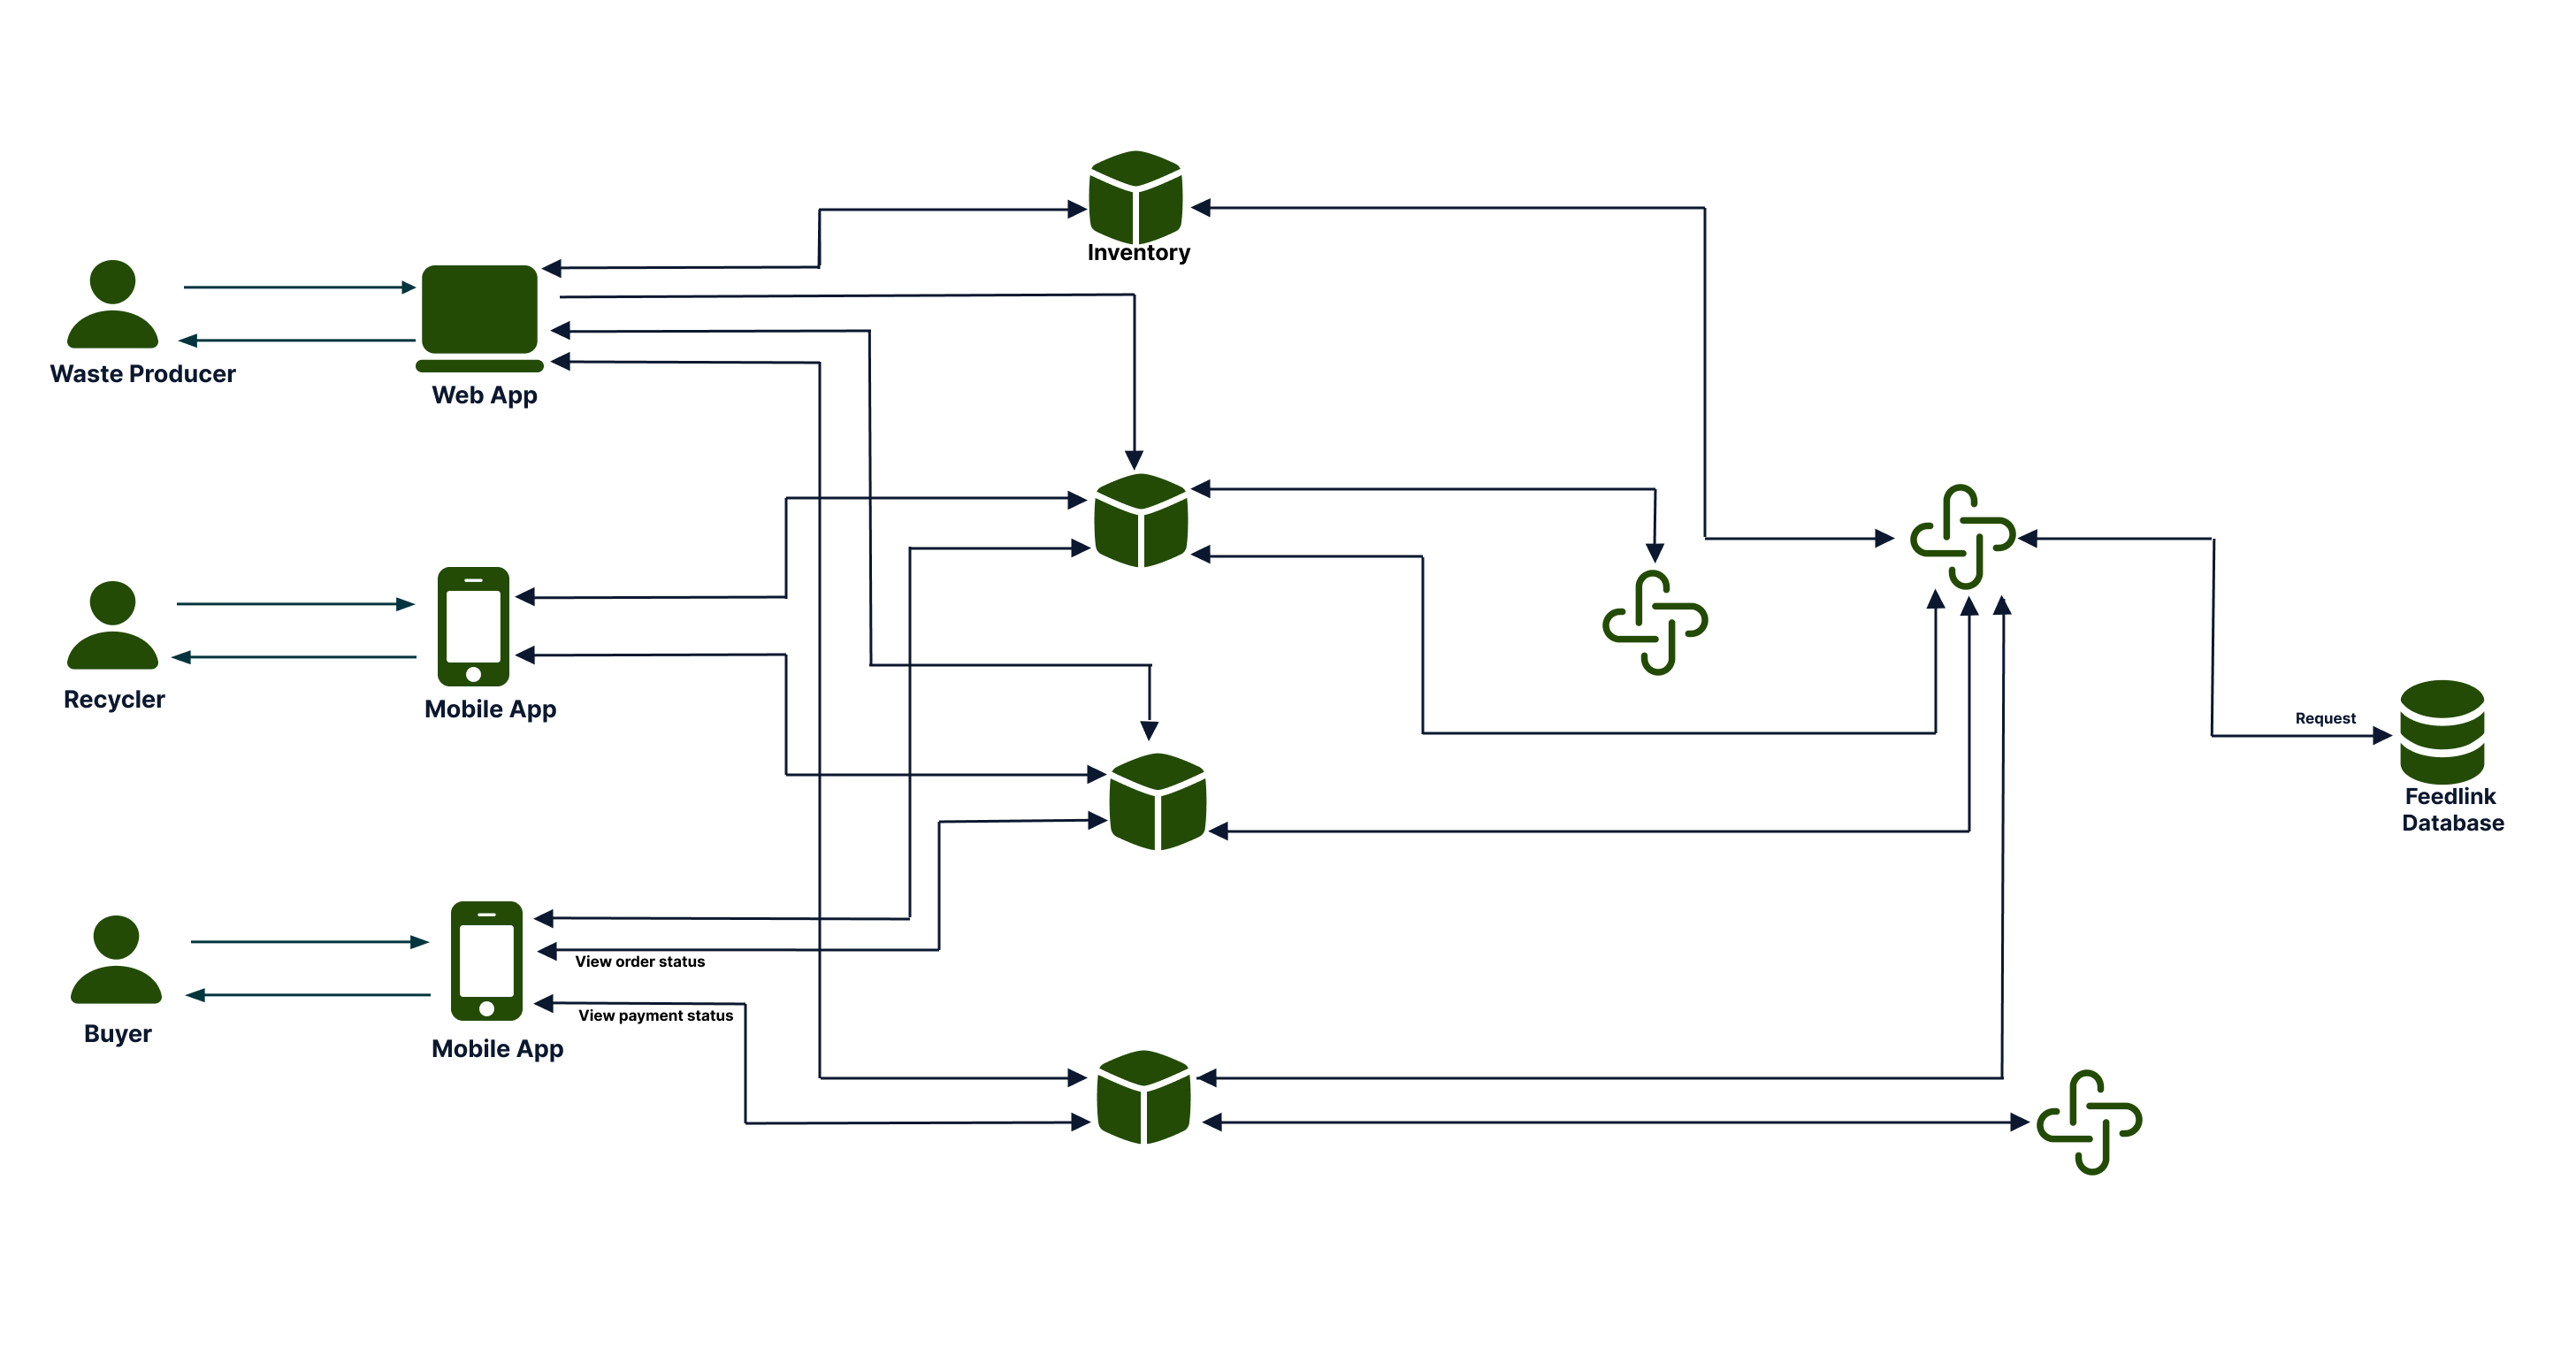 Inventory
Waste Producer
Web App
Recycler
Mobile App
Request
Feedlink
Database
View order status
View payment status
Buyer
Mobile App